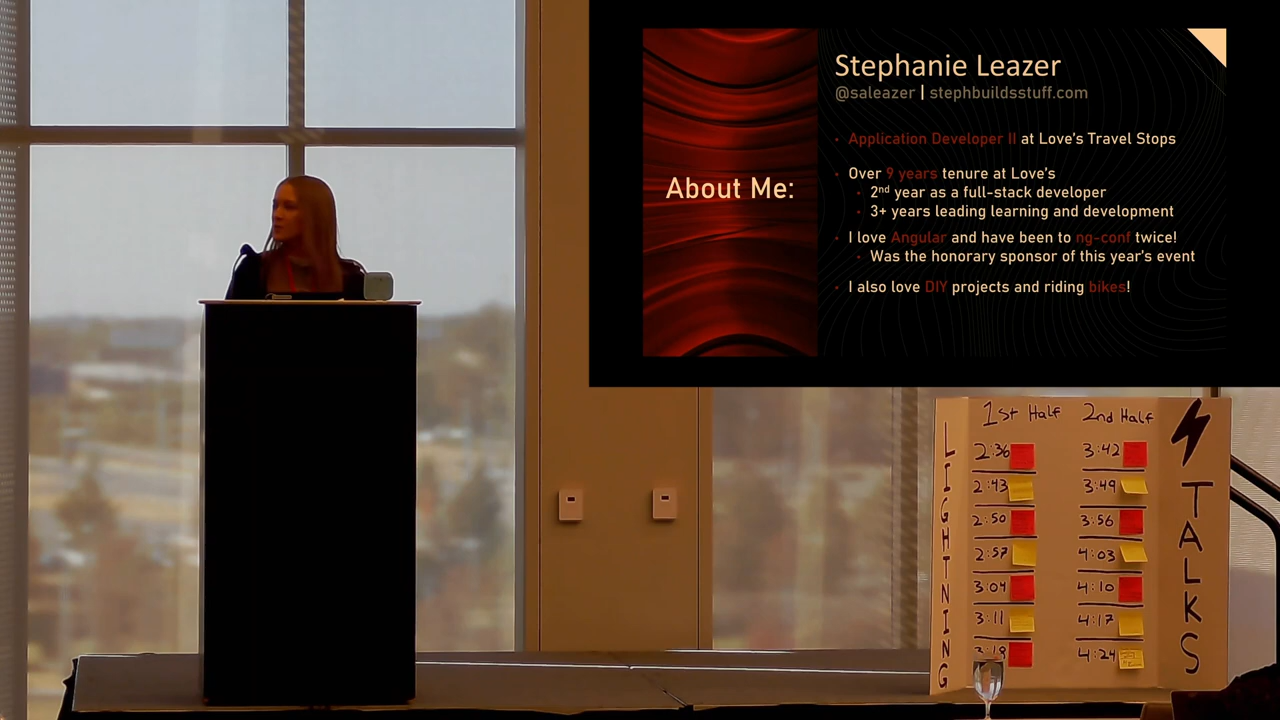 About Me:
Stephanie Leazer
@saleazer | stephbuildsstuff.com
Application Developer II at Love's Travel Stops
Over 9 years tenure at Love's
2nd year as a full-stack developer
3+ years leading learning and development
I love Angular and have been to ng-conf twice!
Was the honorary sponsor of this year's event
I also love DIY projects and riding bikes!
LIGHTNING
1st Half
2:36
2:43
2:50
2:57
3:04
3:11
3:18
2nd Half
3:42
3:49
3:56
4:03
4:10
4:17
4:24
TALKS